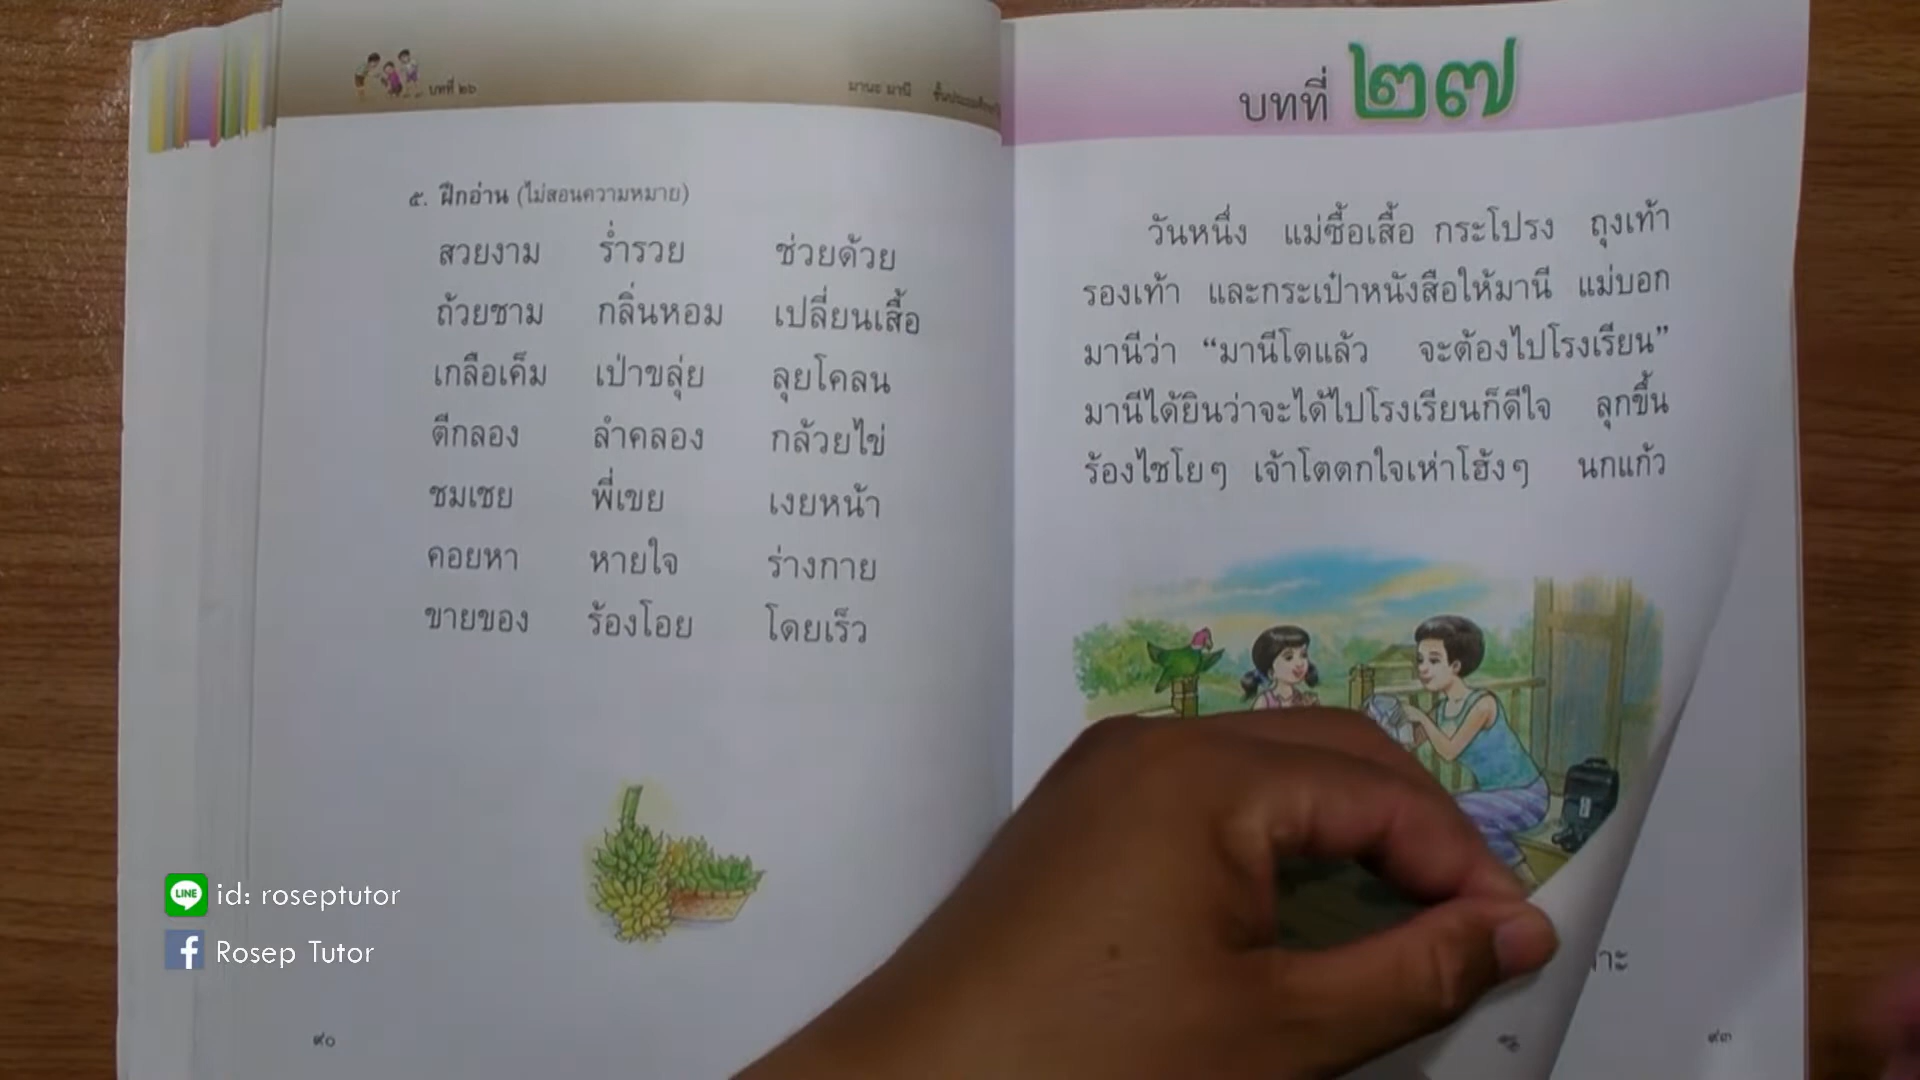 บทที่ ๒๖
มานะ มานี
๕. ฝึกอ่าน (ไม่สอนความหมาย)
สวยงาม ร่ำรวย ช่วยด้วย
ถ้วยชาม กลิ่นหอม เปลี่ยนเสื้อ
เกลือเค็ม เป่าขลุ่ย ลุยโคลน
ตีกลอง ลำคลอง กล้วยไข่
ชมเชย พี่เขย เงยหน้า
คอยหา หายใจ ร่างกาย
ขายของ ร้องโอย โดยเร็ว
๙๐
บทที่ ๒๗
วันหนึ่ง แม่ซื้อเสื้อ กระโปรง ถุงเท้า
รองเท้า และกระเป๋าหนังสือให้มานี แม่บอก
มานีว่า “มานีโตแล้ว จะต้องไปโรงเรียน”
มานีได้ยินว่าจะได้ไปโรงเรียนก็ดีใจ ลุกขึ้น
ร้องไชโยๆ เจ้าโตตกใจเห่าโฮ้งๆ นกแก้ว
๙๓
LINE id: roseptutor
f Rosep Tutor